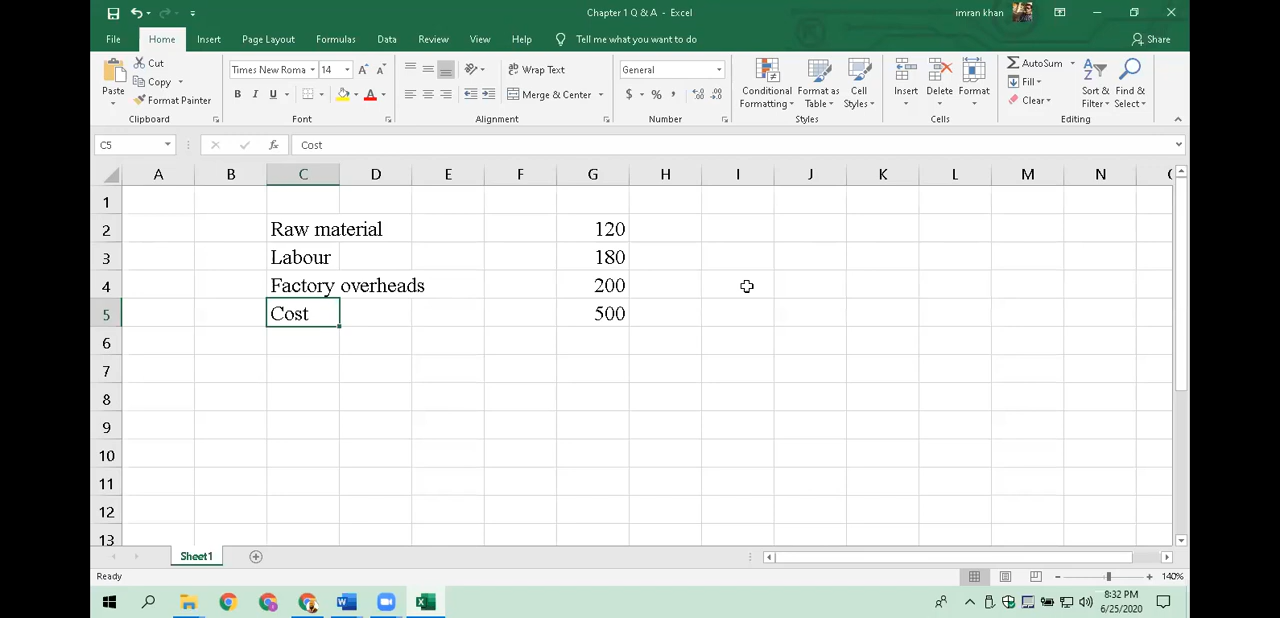 Chapter 1 Q & A - Excel
imran khan
File Home Insert Page Layout Formulas Data Review View Help Tell me what you want to do Share
Paste
Cut
Copy
Format Painter
Clipboard
Times New Roma 14
B I U
Font
Wrap Text
Merge & Center
Alignment
General
$ % ,
Number
Conditional Formatting
Format as Table
Cell Styles
Styles
Insert
Delete
Format
Cells
AutoSum
Fill
Clear
Sort & Filter
Find & Select
Editing
C5 fx Cost
A B C D E F G H I J K L M N
1
2 Raw material 120
3 Labour 180
4 Factory overheads 200
5 Cost 500
6
7
8
9
10
11
12
13
Sheet1
Ready 140%
8:32 PM
6/25/2020